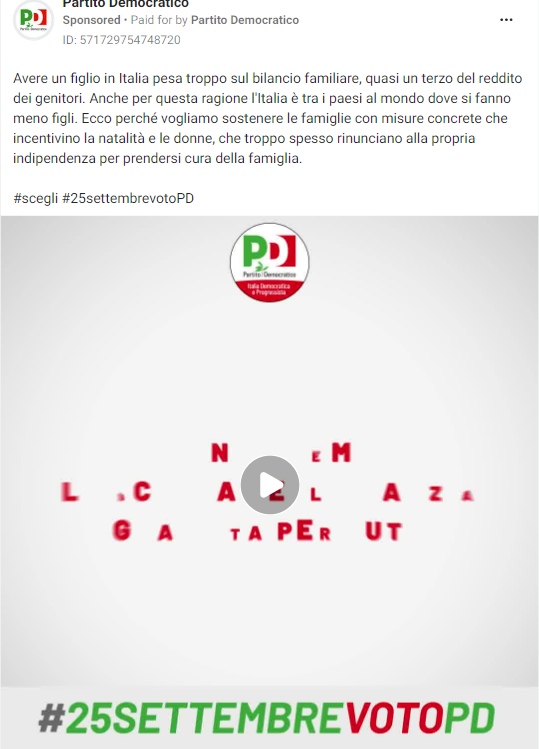 Partito Democratico
Sponsored • Paid for by Partito Democratico
ID: 571729754748720
Avere un figlio in Italia pesa troppo sul bilancio familiare, quasi un terzo del reddito
dei genitori. Anche per questa ragione l'Italia è tra i paesi al mondo dove si fanno
meno figli. Ecco perché vogliamo sostenere le famiglie con misure concrete che
incentivino la natalità e le donne, che troppo spesso rinunciano alla propria
indipendenza per prendersi cura della famiglia.
#scegli #25settembrevotoPD
PD
Partito Democratico
Italia Democratica
e Progressista
N E M
L S C A E L A Z A
G A T A PER UT
#25SETTEMBREVOTOPD